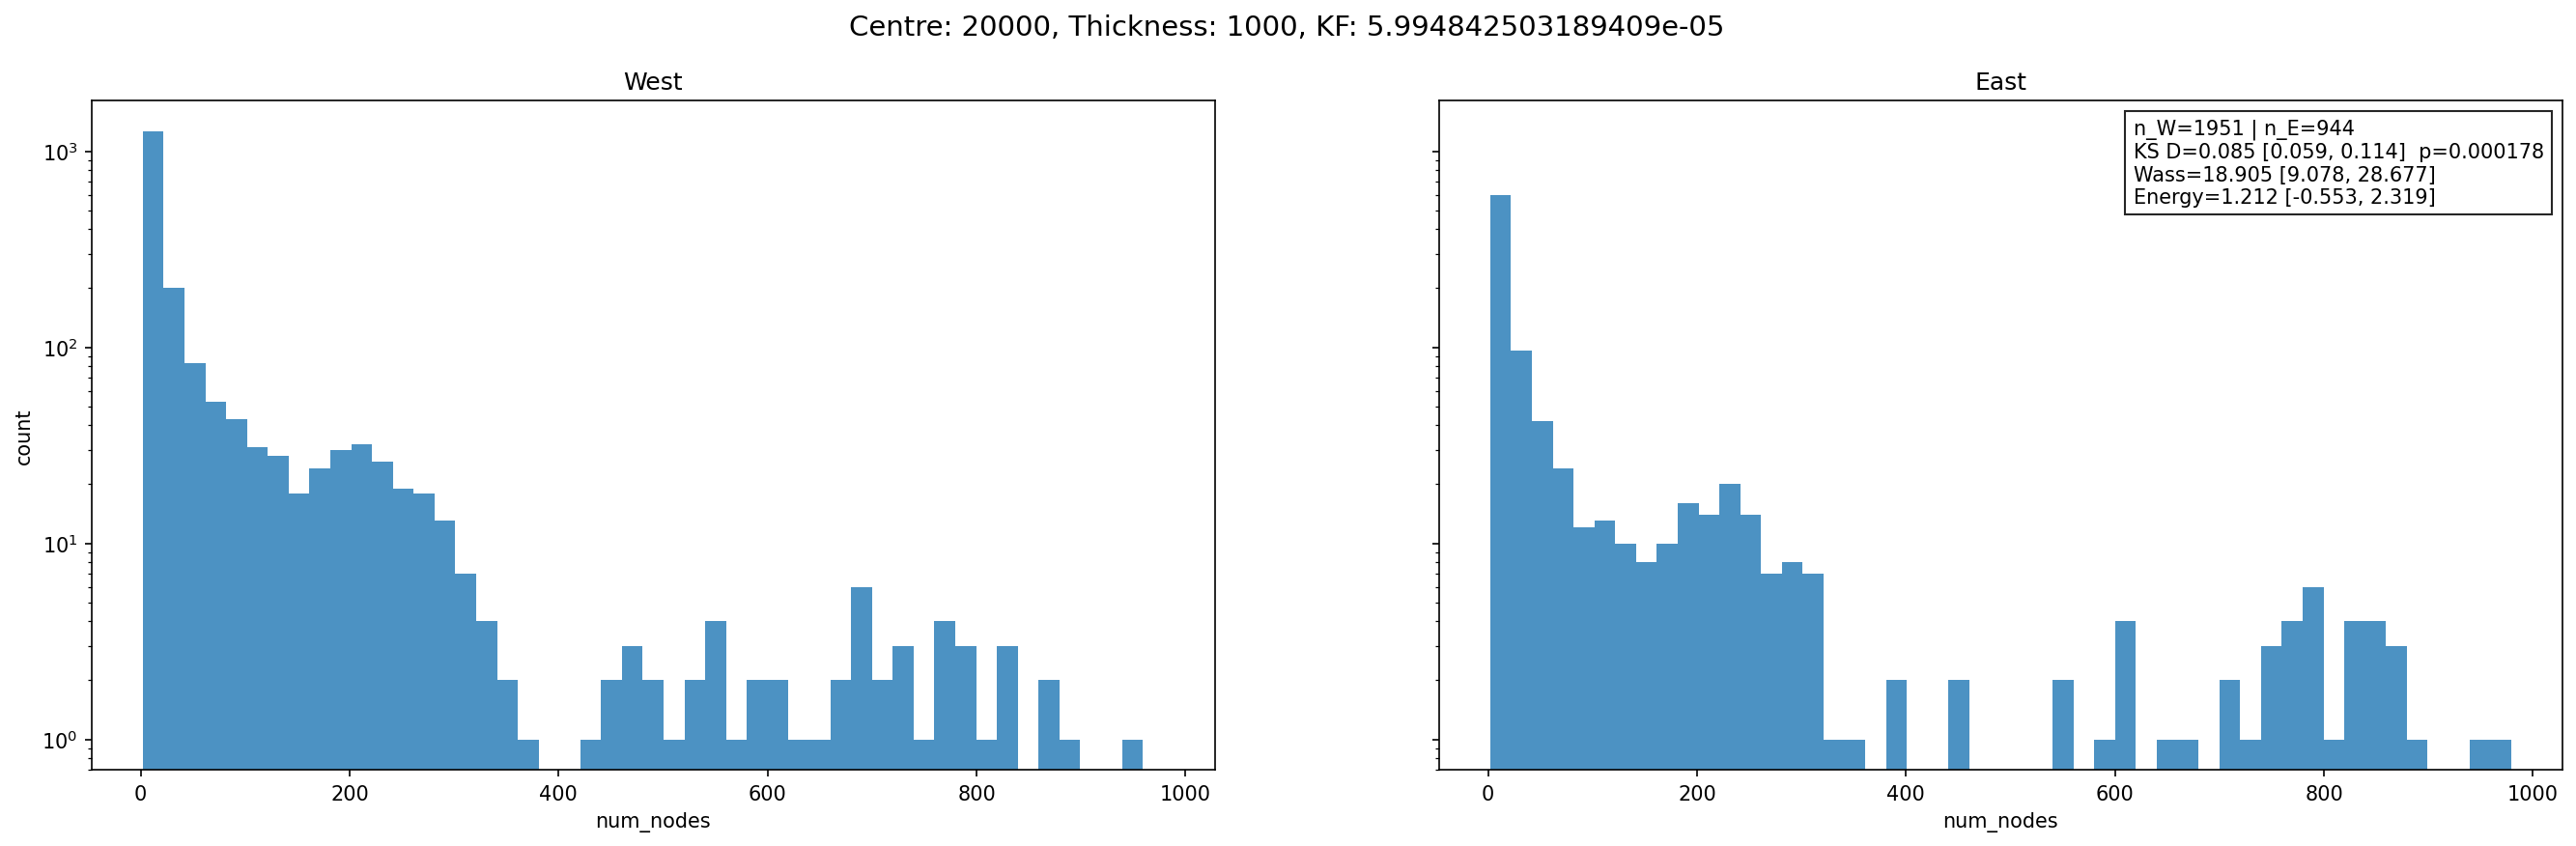 Centre: 20000, Thickness: 1000, KF: 5.994842503189409e-05
West
East
n_W=1951 | n_E=944
KS D=0.085 [0.059, 0.114]  p=0.000178
Wass=18.905 [9.078, 28.677]
Energy=1.212 [-0.553, 2.319]
10³
10²
10¹
10⁰
count
0 200 400 600 800 1000
num_nodes
0 200 400 600 800 1000
num_nodes